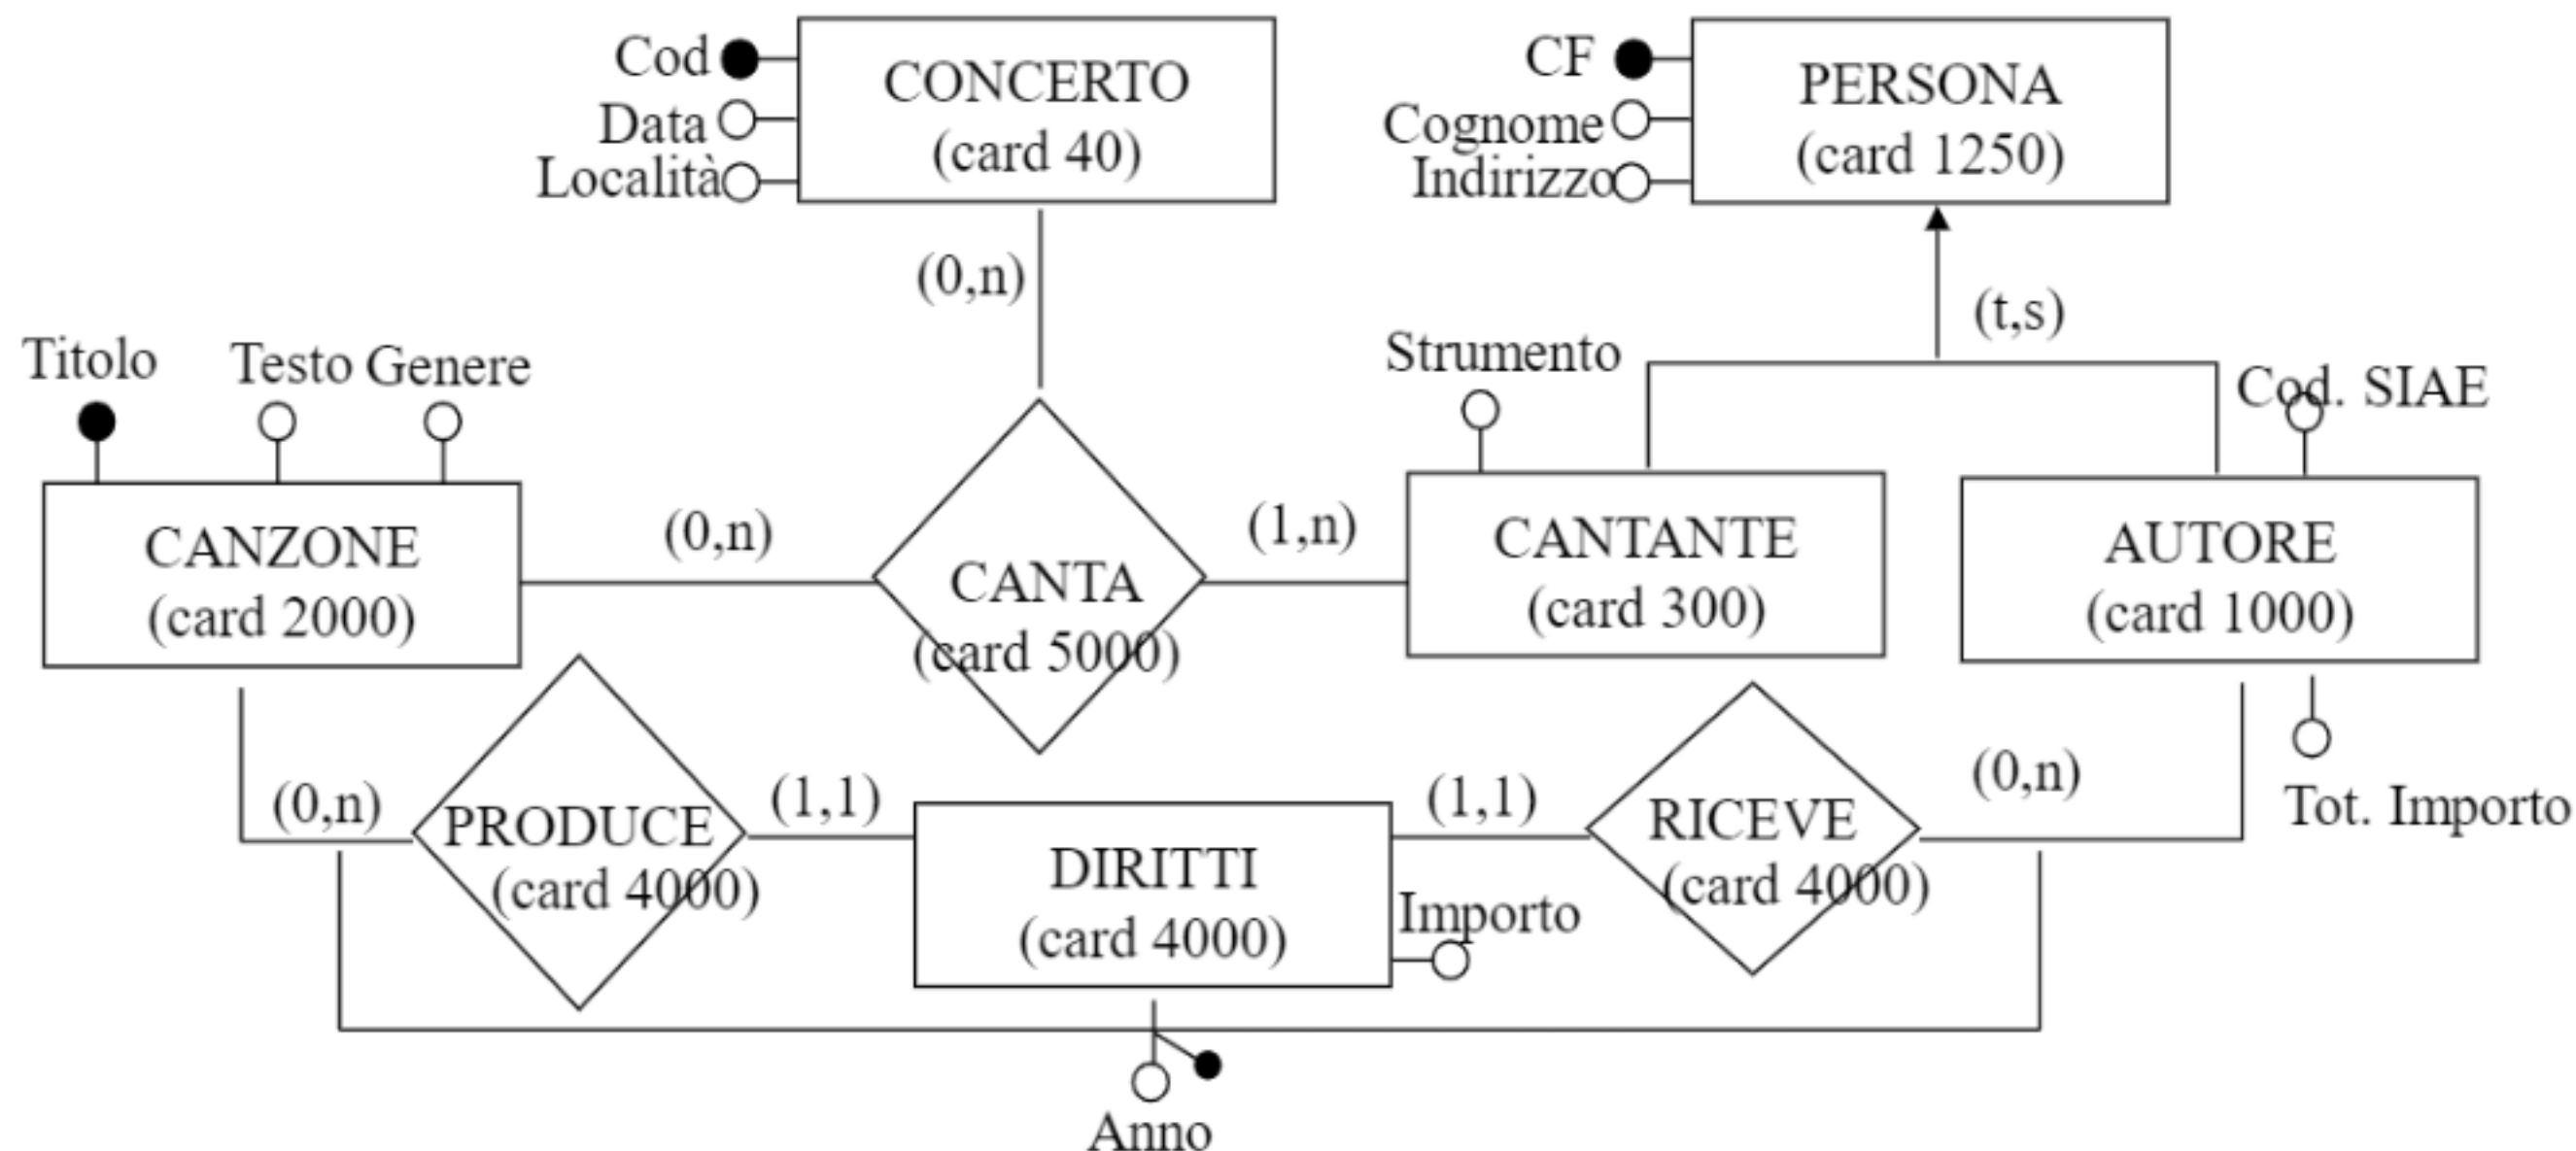 Cod
Data
Località
CONCERTO
(card 40)
CF
Cognome
Indirizzo
PERSONA
(card 1250)
(0,n)
(t,s)
Titolo
Testo
Genere
Strumento
Cod. SIAE
CANZONE
(card 2000)
(0,n)
CANTA
(card 5000)
(1,n)
CANTANTE
(card 300)
AUTORE
(card 1000)
(0,n)
PRODUCE
(card 4000)
(1,1)
DIRITTI
(card 4000)
(1,1)
Importo
RICEVE
(card 4000)
(0,n)
Tot. Importo
Anno